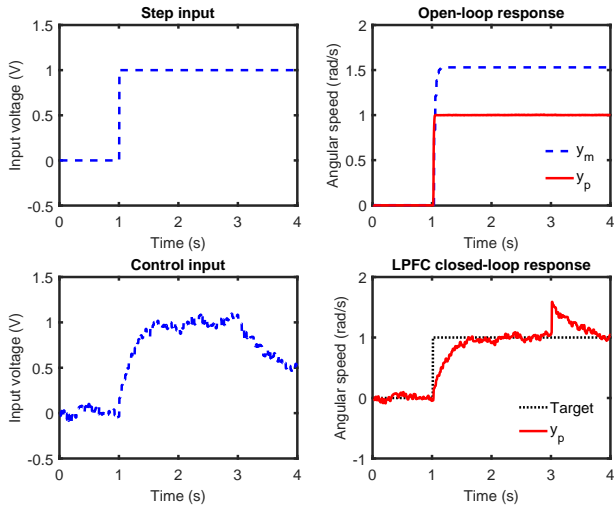 Step input
Input voltage (V)
1.5
1
0.5
0
-0.5
0 1 2 3 4
Time (s)
Open-loop response
Angular speed (rad/s)
2
1.5
1
0.5
0
y_m
y_p
0 1 2 3 4
Time (s)
Control input
Input voltage (V)
1.5
1
0.5
0
-0.5
0 1 2 3 4
Time (s)
LPFC closed-loop response
Angular speed (rad/s)
2
1
0
-1
Target
y_p
0 1 2 3 4
Time (s)